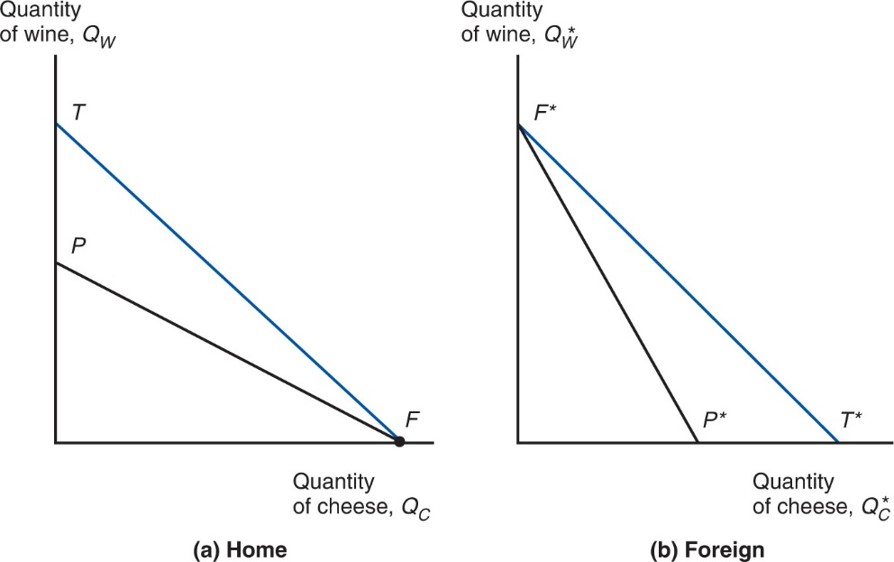 Quantity
of wine, Q_W
T
P
F
Quantity
of cheese, Q_C
(a) Home
Quantity
of wine, Q*_W
F*
P*
T*
Quantity
of cheese, Q*_C
(b) Foreign